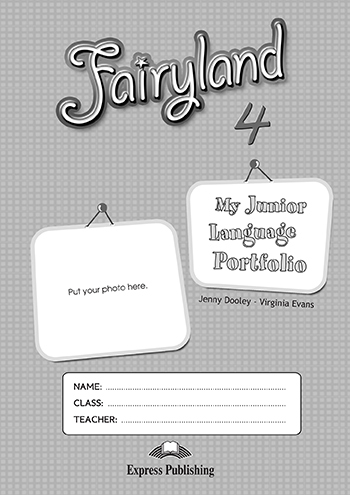 Fairyland
4
My Junior
Language
Portfolio
Put your photo here.
Jenny Dooley - Virginia Evans
NAME: ........................................................
CLASS: ........................................................
TEACHER: ....................................................
Express Publishing